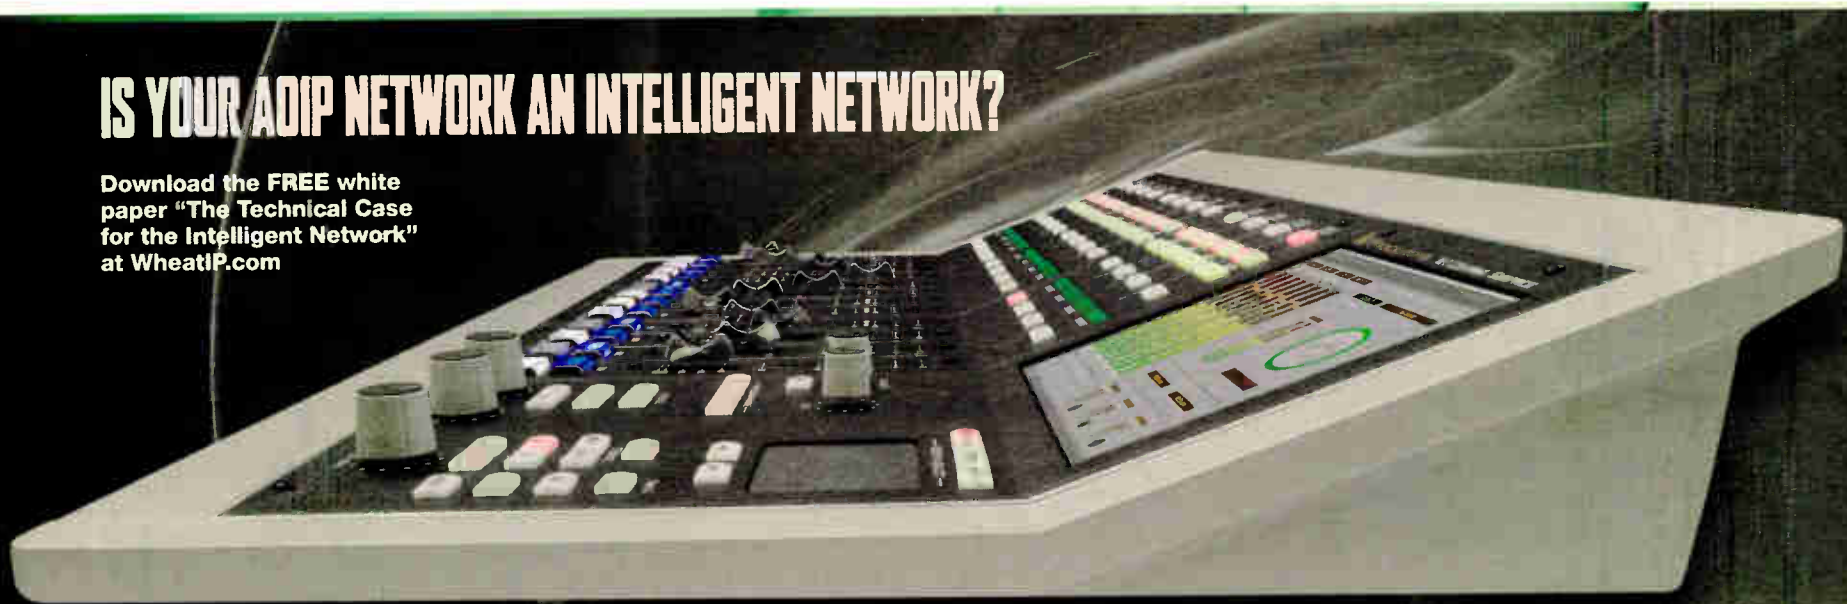 IS YOUR AOIP NETWORK AN INTELLIGENT NETWORK?
Download the FREE white
paper “The Technical Case
for the Intelligent Network”
at WheatIP.com